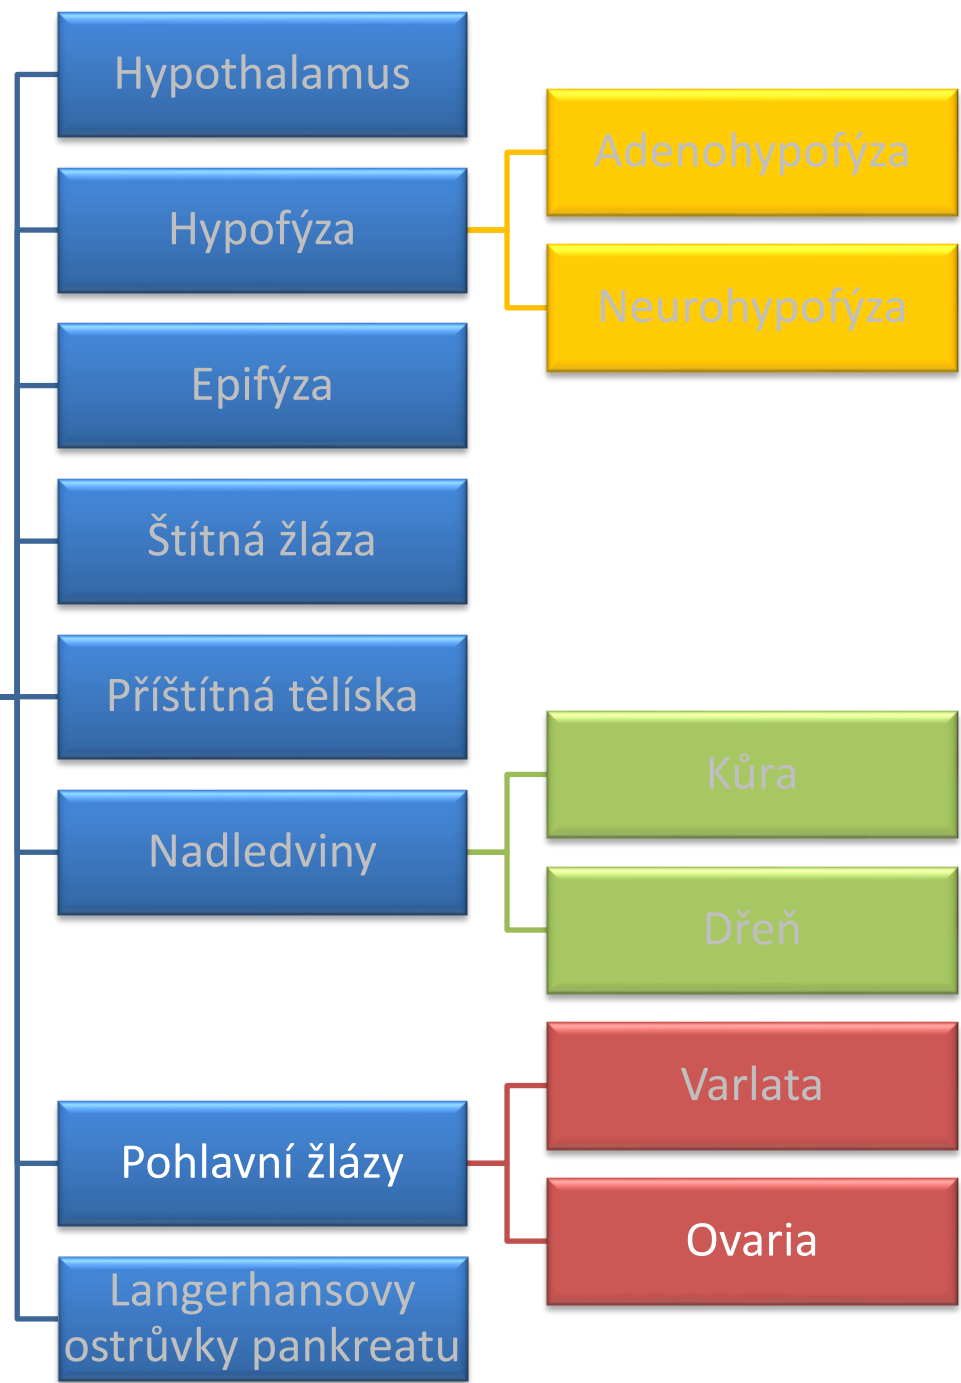 Hypothalamus
Hypofýza
Adenohypofýza
Neurohypofýza
Epifýza
Štítná žláza
Příštítná tělíska
Nadledviny
Kůra
Dřeň
Pohlavní žlázy
Varlata
Ovaria
Langerhansovy
ostrůvky pankreatu